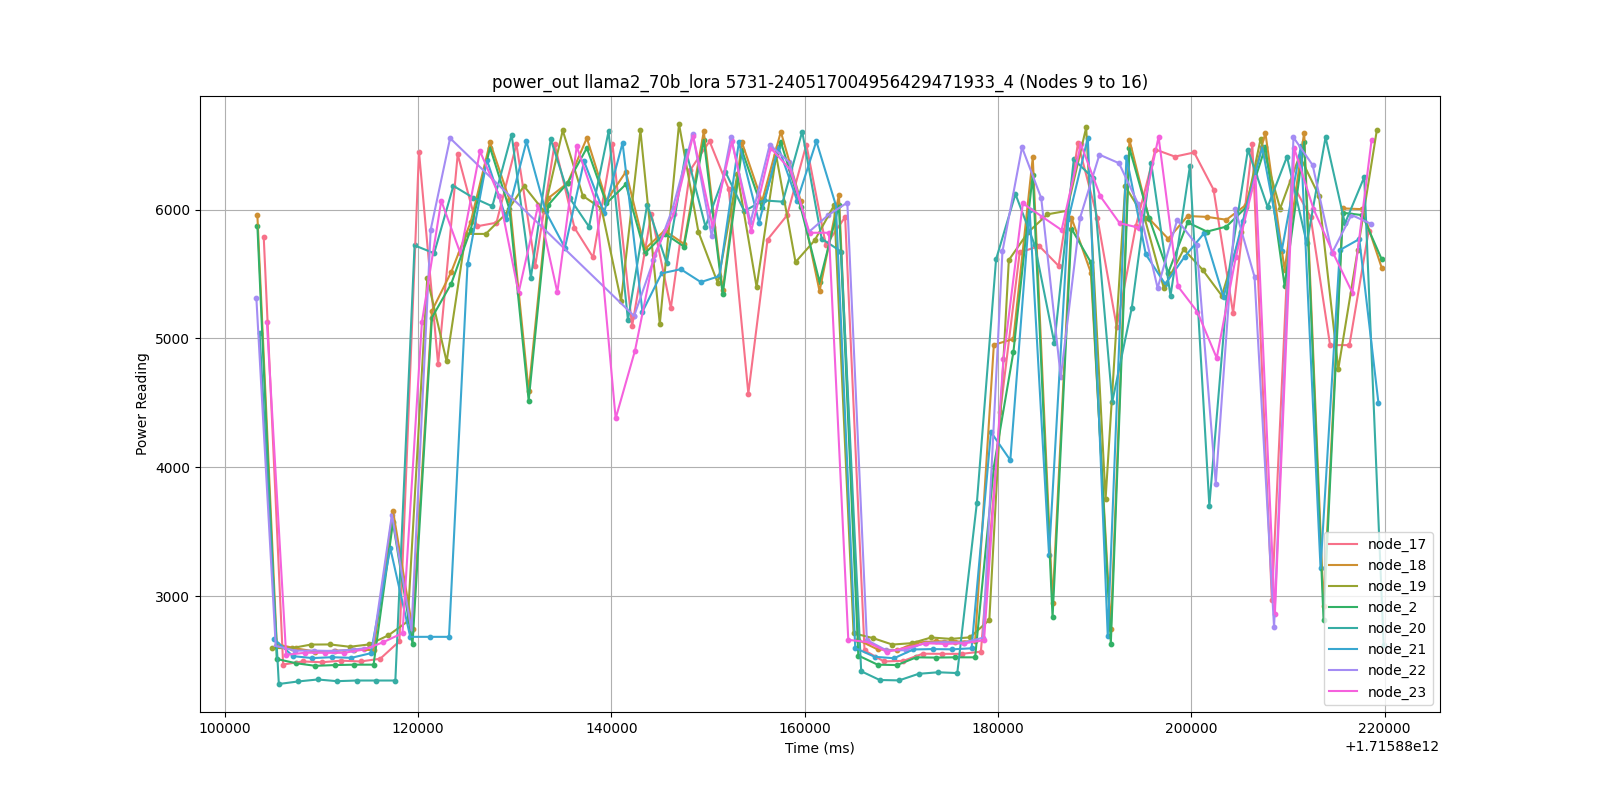 power_out llama2_70b_lora 5731-240517004956429471933_4 (Nodes 9 to 16)
Power Reading
6000
5000
4000
3000
node_17
node_18
node_19
node_2
node_20
node_21
node_22
node_23
100000 120000 140000 160000 180000 200000 220000
Time (ms)
+1.71588e12